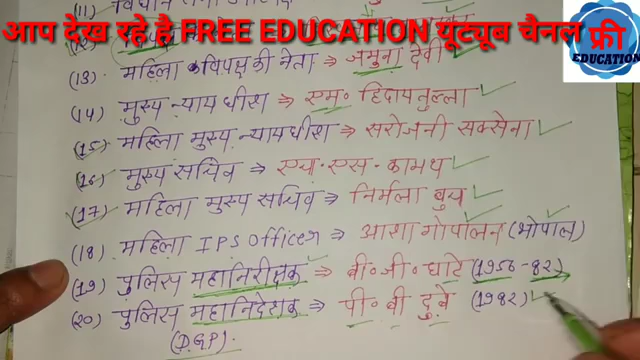 (11) विधान सभा
आप देख रहे है FREE EDUCATION यूट्यूब चैनल
फ्री
EDUCATION
(13) महिला विपक्ष की नेता ⇒ जमुना देवी
(14) मुख्य न्यायधीश ⇒ एम॰ हिदायतुल्ला
(15) महिला मुख्य न्यायधीश ⇒ सरोजनी सक्सेना
(16) मुख्य सचिव ⇒ एच॰ एस॰ कामथ
(17) महिला मुख्य सचिव ⇒ निर्मला बुच
(18) महिला IPS Officer ⇒ आशा गोपालन (भोपाल)
(19) पुलिस महानिरीक्षक ⇒ बी॰ जी॰ घाटे (1956-82)
(20) पुलिस महानिदेशक ⇒ पी॰ वी दुबे (1982)
(DGP)